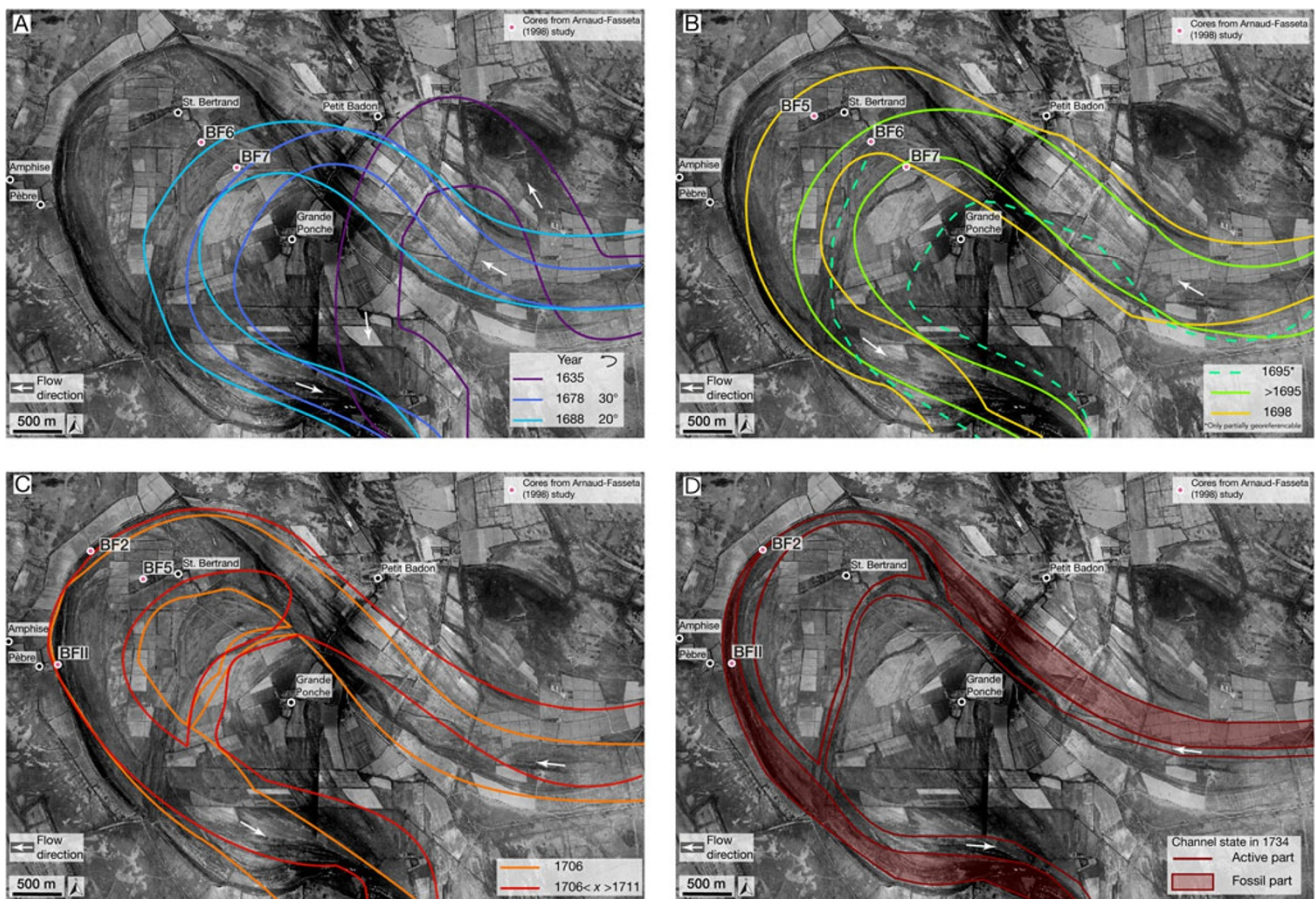 A
Cores from Arnaud-Fasseta
(1998) study
St. Bertrand
Petit Badon
BF6
BF7
Amphise
Pèbre
Grande
Ponche
Flow
direction
500 m
Year
1635
1678 30°
1688 20°
B
Cores from Arnaud-Fasseta
(1998) study
BF5
St. Bertrand
Petit Badon
BF6
BF7
Amphise
Pèbre
Grande
Ponche
Flow
direction
500 m
1695*
>1695
1698
*Only partially georeferencable
C
Cores from Arnaud-Fasseta
(1998) study
BF2
BF5
St. Bertrand
Petit Badon
Amphise
Pèbre
BFII
Grande
Ponche
Flow
direction
500 m
1706
1706< x >1711
D
Cores from Arnaud-Fasseta
(1998) study
BF2
St. Bertrand
Petit Badon
Amphise
Pèbre
BFII
Grande
Ponche
Flow
direction
500 m
Channel state in 1734
Active part
Fossil part